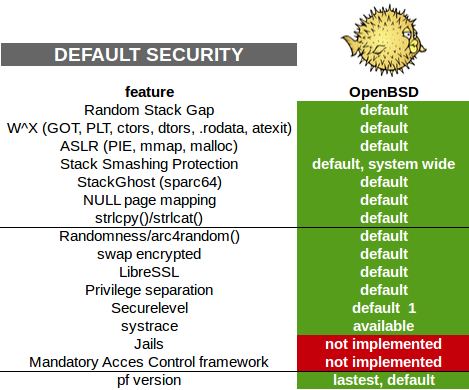 DEFAULT SECURITY
feature OpenBSD
Random Stack Gap default
W^X (GOT, PLT, ctors, dtors, .rodata, atexit) default
ASLR (PIE, mmap, malloc) default
Stack Smashing Protection default, system wide
StackGhost (sparc64) default
NULL page mapping default
strlcpy()/strlcat() default
Randomness/arc4random() default
swap encrypted default
LibreSSL default
Privilege separation default
Securelevel default 1
systrace available
Jails not implemented
Mandatory Acces Control framework not implemented
pf version lastest, default